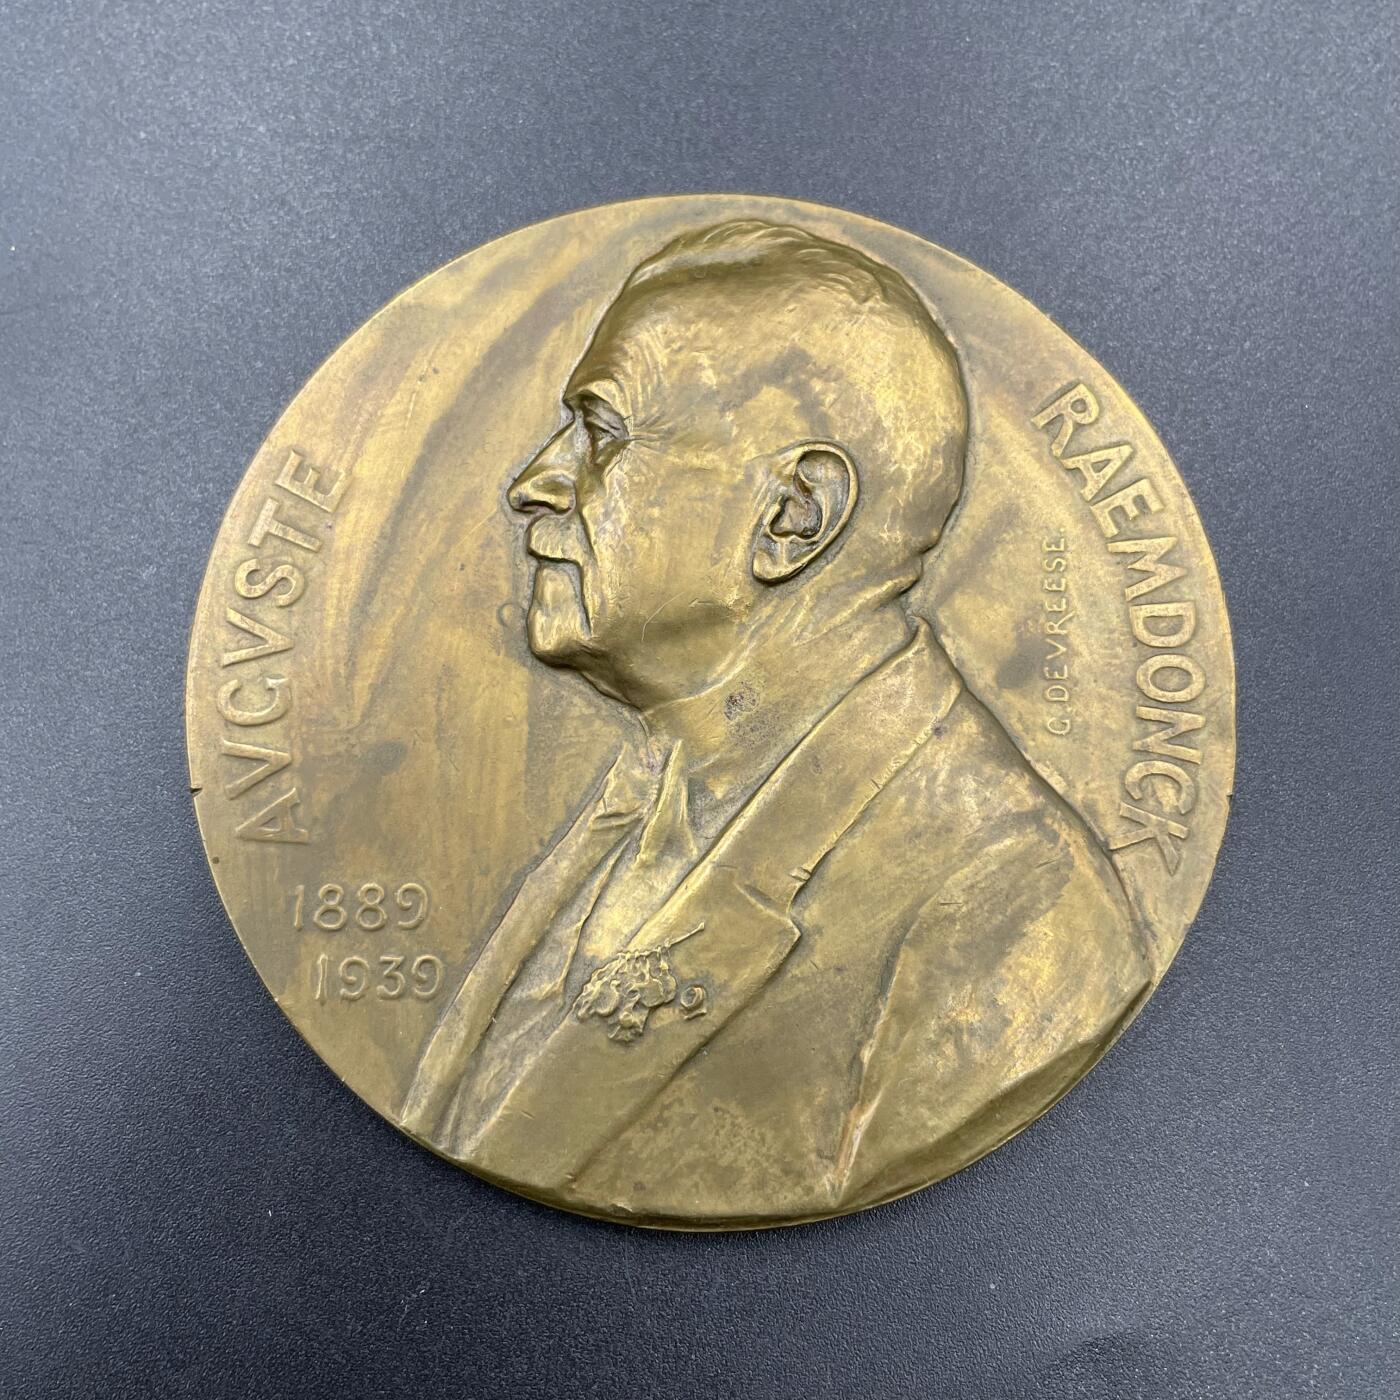 AVGVSTE
RAEMDONCK
G. DEVREESE.
1889
1939